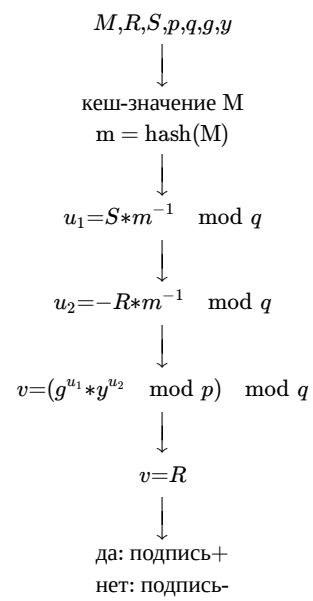 M,R,S,p,q,g,y
кеш-значение M
m = hash(M)
u₁=S*m⁻¹ mod q
u₂=−R*m⁻¹ mod q
v=(g^{u₁}*y^{u₂} mod p) mod q
v=R
да: подпись+
нет: подпись-